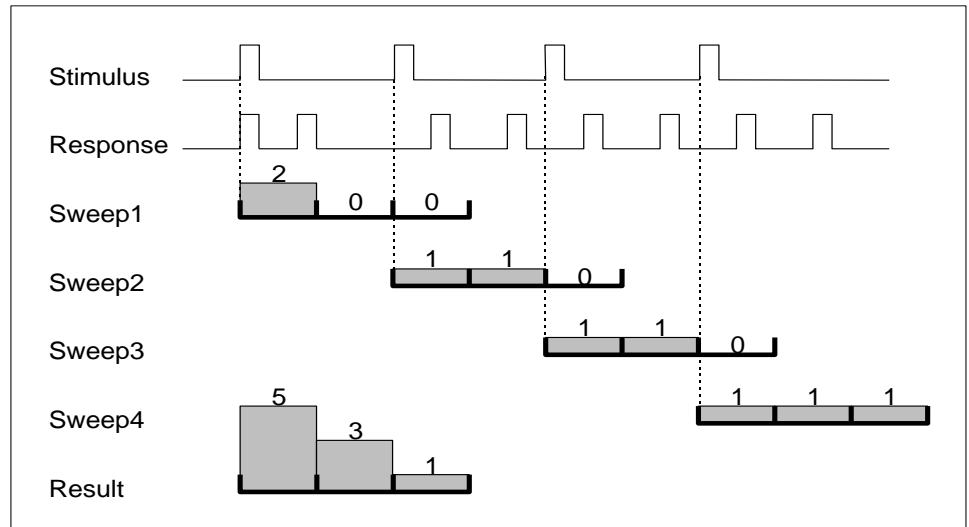 Stimulus
Response
2
Sweep1 0 0
1 1
Sweep2 0
1 1
Sweep3 0
5 1 1 1
Sweep4
3
1
Result